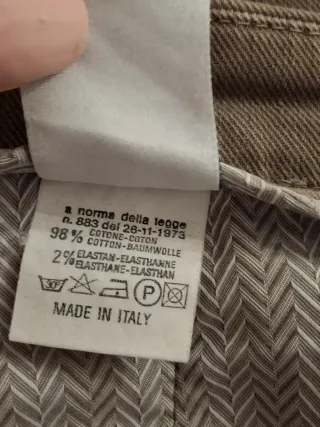 a norma della legge
n. 883 del 26-11-1973
98% COTONE-COTON
COTTON-BAUMWOLLE
2% ELASTAN-ELASTHANNE
ELASTHANE-ELASTHAN
30° P
MADE IN ITALY